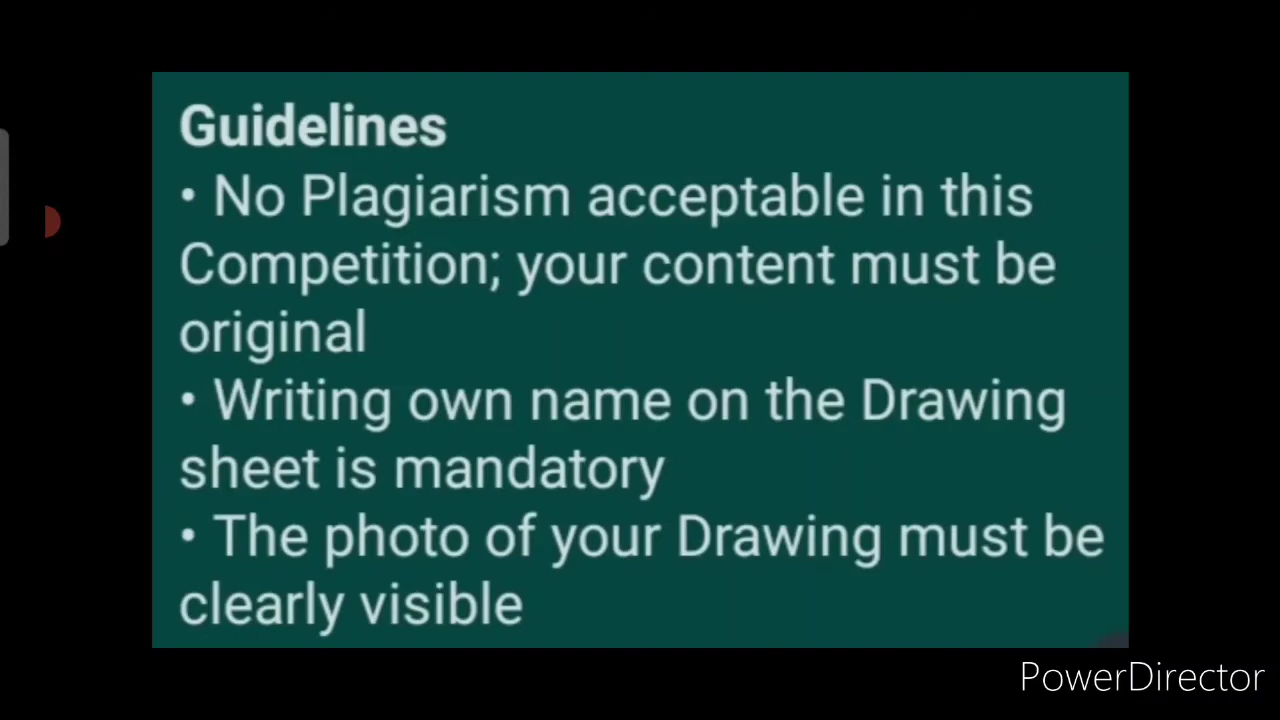 Guidelines
• No Plagiarism acceptable in this
Competition; your content must be
original
• Writing own name on the Drawing
sheet is mandatory
• The photo of your Drawing must be
clearly visible
PowerDirector